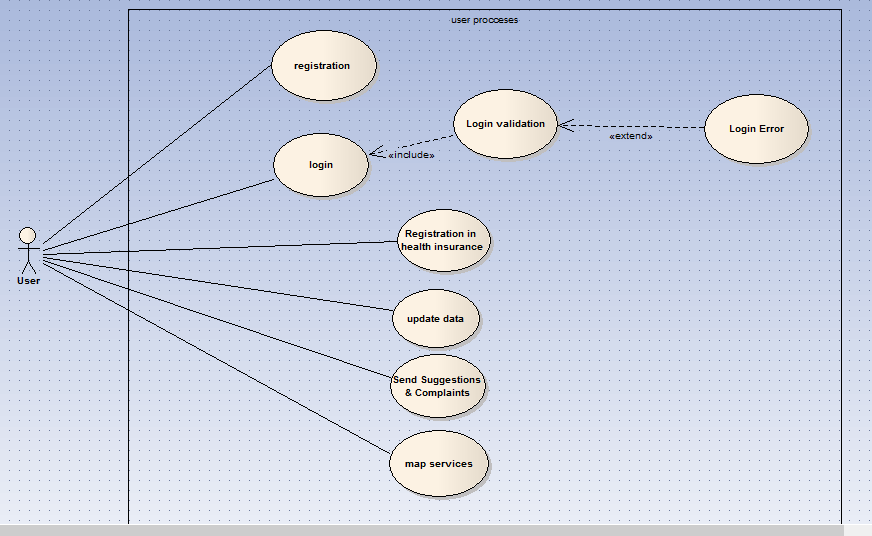 user procceses
registration
Login validation
Login Error
«extend»
«include»
login
Registration in
health insurance
User
update data
Send Suggestions
& Complaints
map services